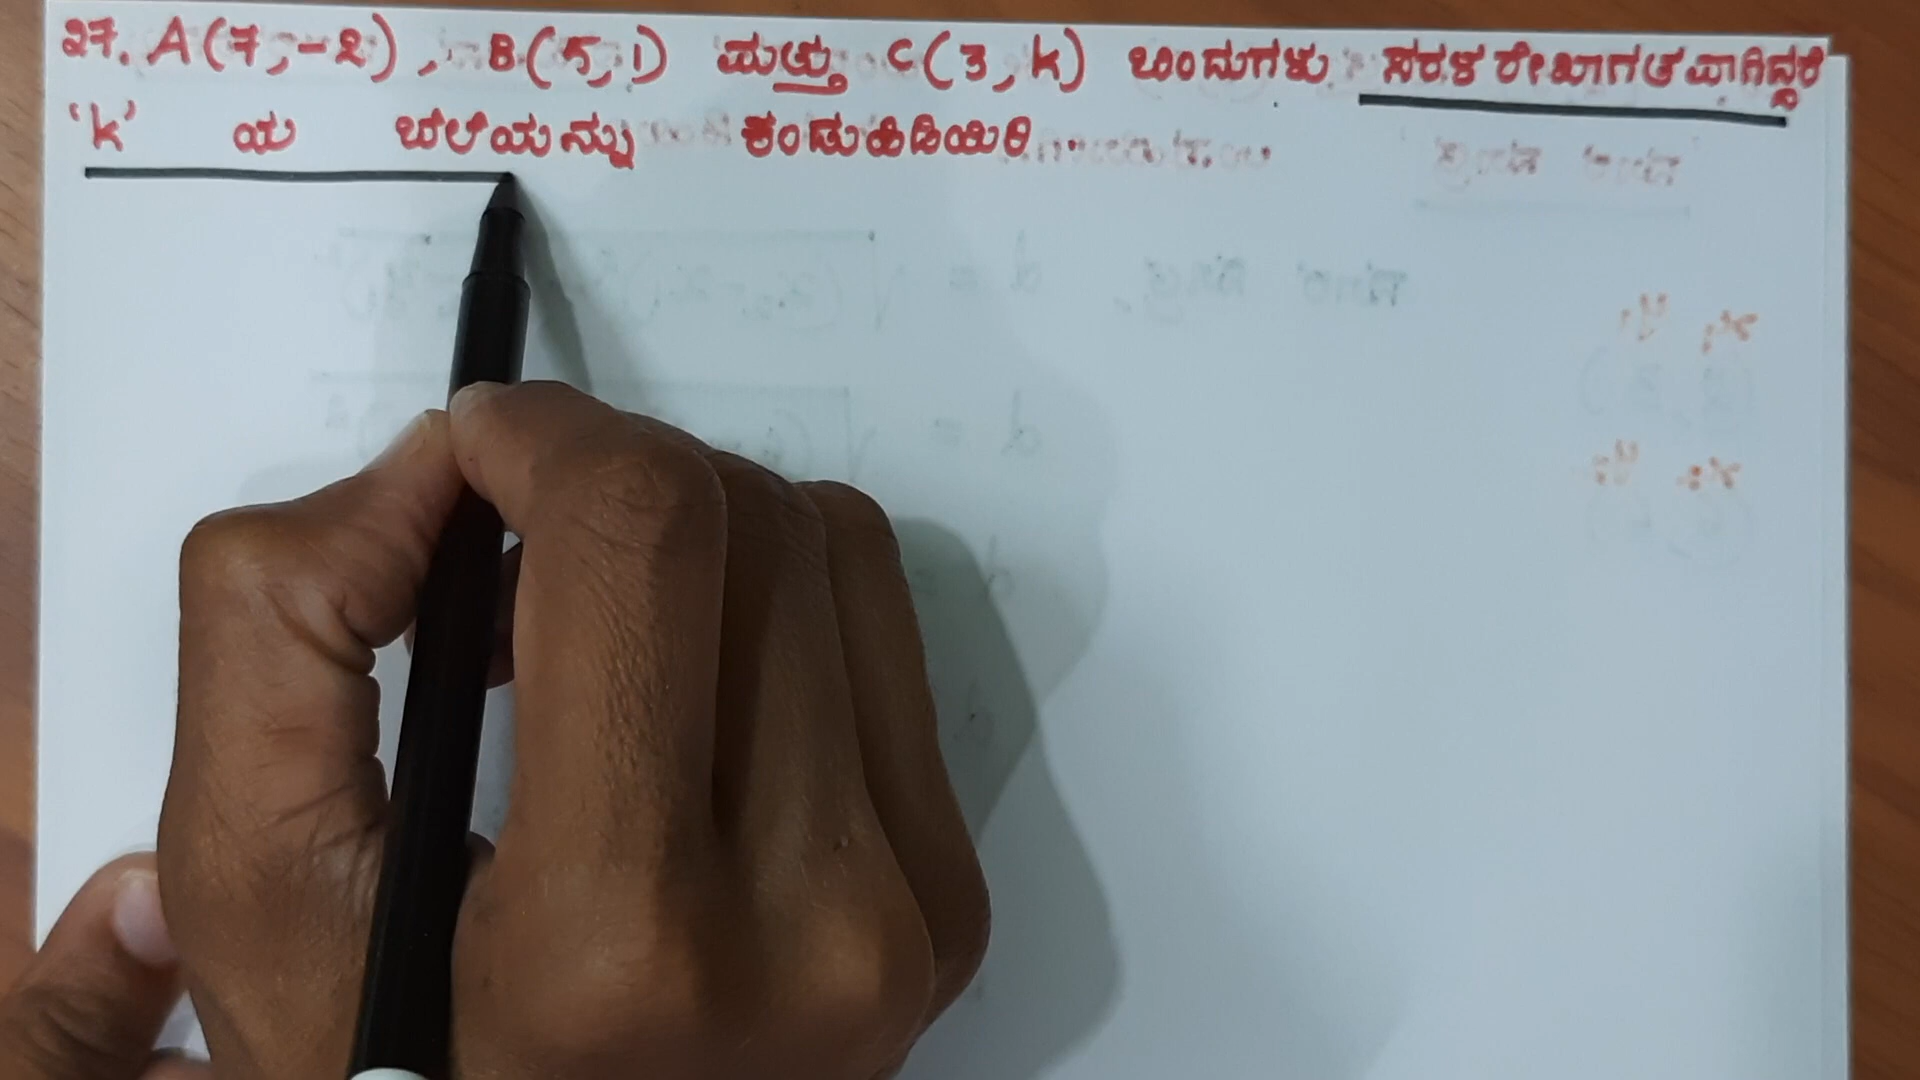 27. A(7,-2), B(5,1) ಮತ್ತು C(3,k) ಬಿಂದುಗಳು ಸರಳರೇಖಾಗತವಾಗಿದ್ದರೆ
'k' ಯ ಬೆಲೆಯನ್ನು ಕಂಡುಹಿಡಿಯಿರಿ.